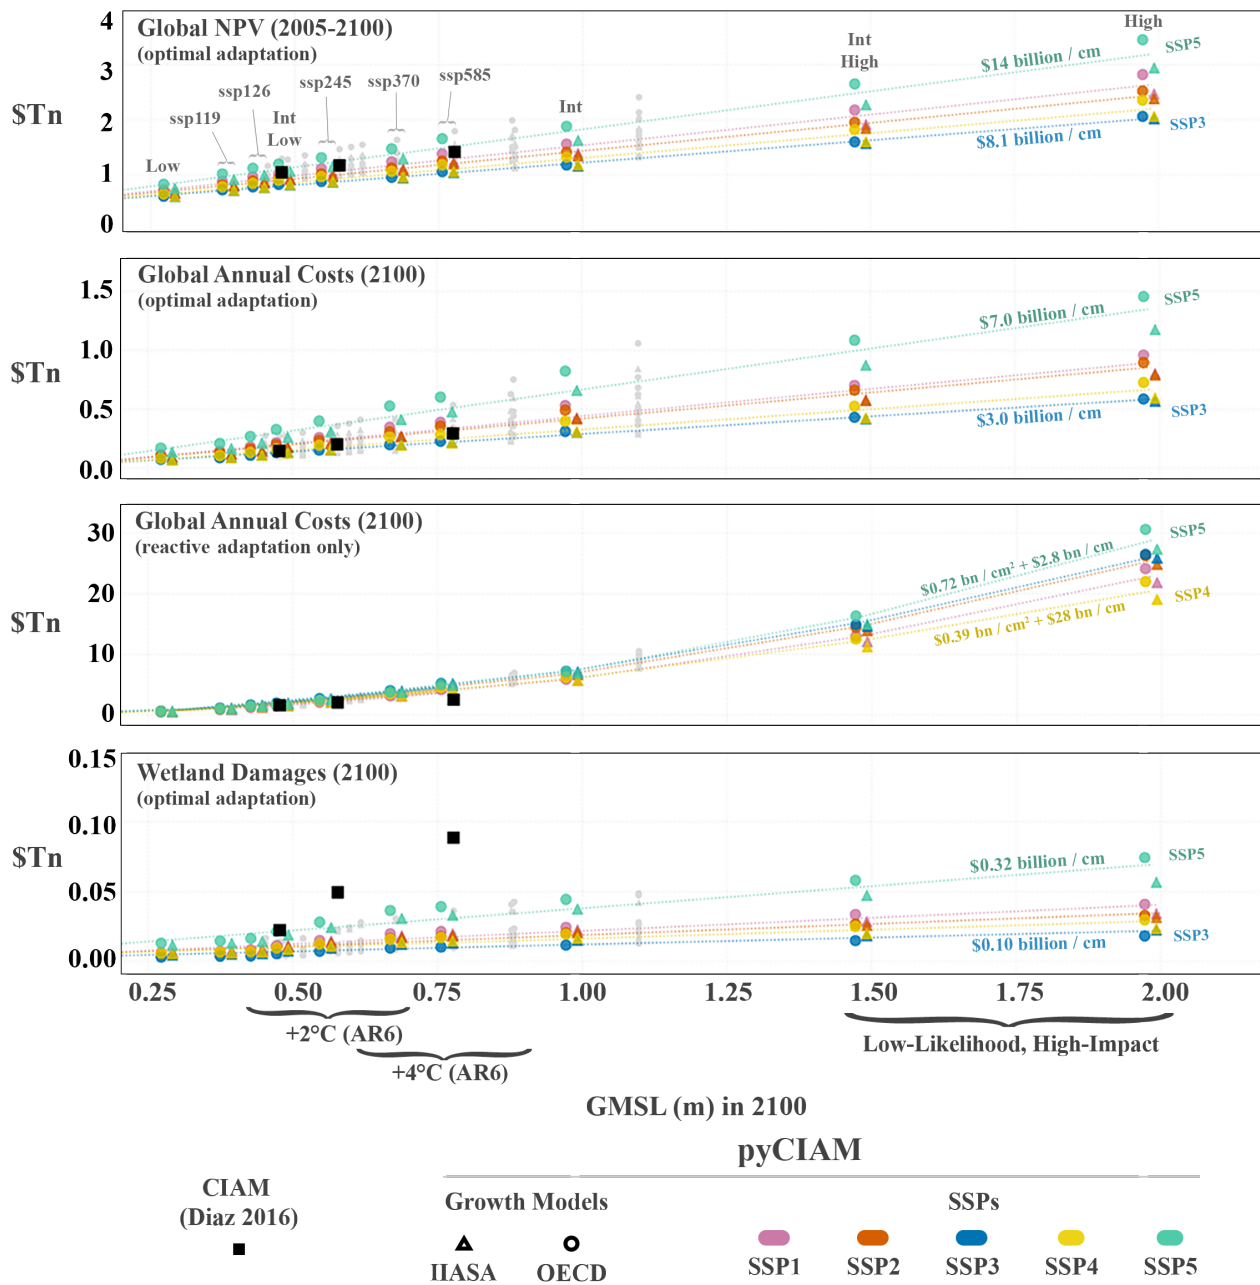 4
Global NPV (2005-2100)
(optimal adaptation)
High
Int
High
SSP5
$14 billion / cm
3
ssp126
ssp245
ssp370
ssp585
ssp119
Int
Low
Int
$Tn
2
SSP3
$8.1 billion / cm
Low
1
0
Global Annual Costs (2100)
(optimal adaptation)
1.5
SSP5
$7.0 billion / cm
1.0
$Tn
0.5
SSP3
$3.0 billion / cm
0.0
Global Annual Costs (2100)
(reactive adaptation only)
30
SSP5
$0.72 bn / cm² + $2.8 bn / cm
20
SSP4
$0.39 bn / cm² + $28 bn / cm
$Tn
10
0
0.15
Wetland Damages (2100)
(optimal adaptation)
0.10
$Tn
SSP5
$0.32 billion / cm
0.05
SSP3
$0.10 billion / cm
0.00
0.25 0.50 0.75 1.00 1.25 1.50 1.75 2.00
+2°C (AR6)
+4°C (AR6)
Low-Likelihood, High-Impact
GMSL (m) in 2100
pyCIAM
CIAM
(Diaz 2016)
Growth Models
SSPs
IIASA OECD
SSP1 SSP2 SSP3 SSP4 SSP5